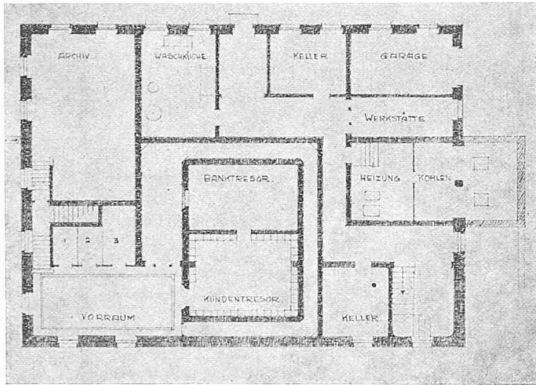 ARCHIV
WASCHKÜCHE
KELLER
GARAGE
WERKSTÄTTE
BANKTRESOR
HEIZUNG
KOHLEN
1 2 3
KUNDENTRESOR
VORRAUM
KELLER